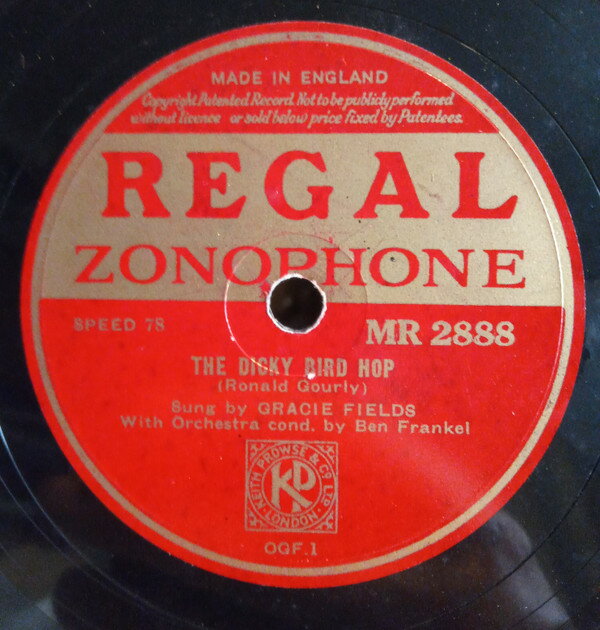 MADE IN ENGLAND
Copyright Patented Record. Not to be publicly performed
without licence or sold below price fixed by Patentees.
REGAL
ZONOPHONE
SPEED 78
MR 2888
THE DICKY BIRD HOP
(Ronald Gourly)
Sung by GRACIE FIELDS
With Orchestra cond. by Ben Frankel
KEITH PROWSE & CO LTD · LONDON
KP
OGF.1